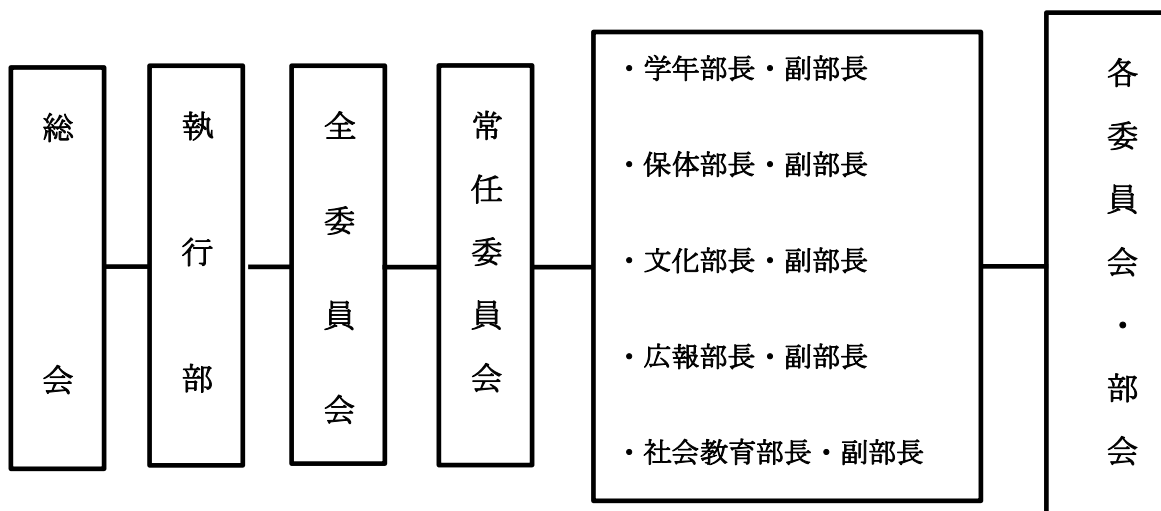 総会
執行部
全委員会
常任委員会
・学年部長・副部長
・保体部長・副部長
・文化部長・副部長
・広報部長・副部長
・社会教育部長・副部長
各委員会・部会